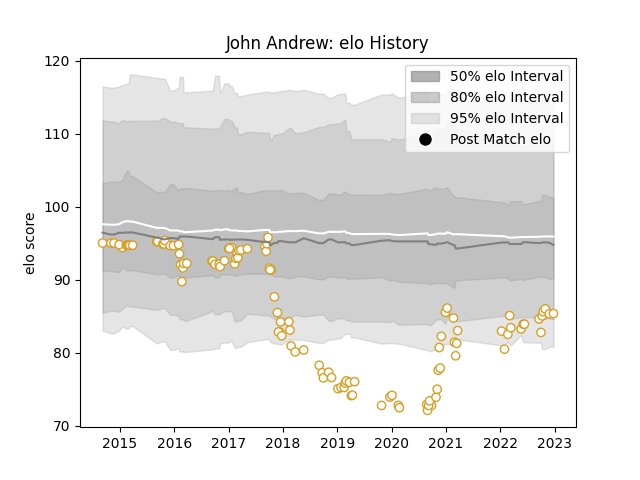 John Andrew: elo History
120
110
100
90
80
70
elo score
50% elo Interval
80% elo Interval
95% elo Interval
Post Match elo
2015 2016 2017 2018 2019 2020 2021 2022 2023